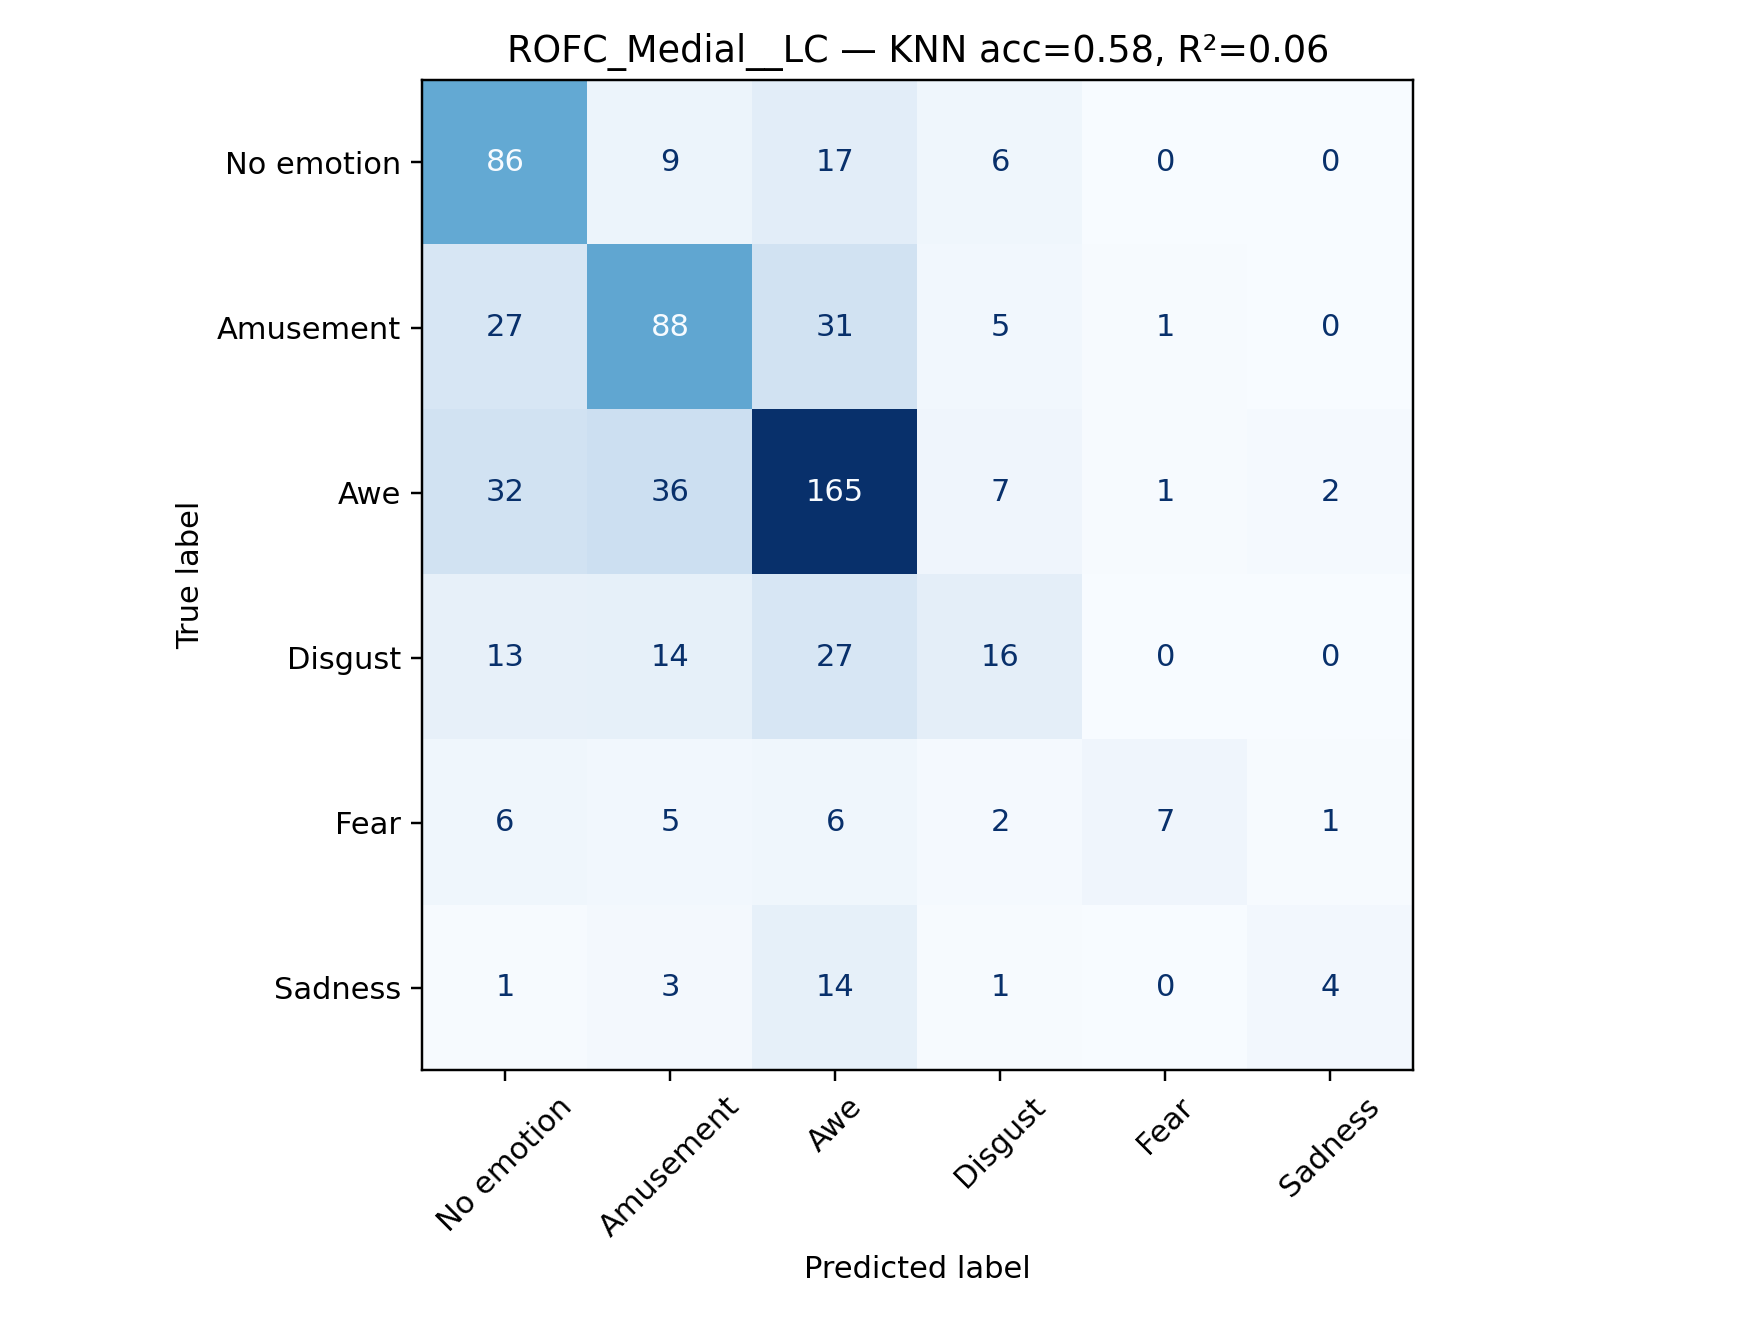 ROFC_Medial__LC — KNN acc=0.58, R²=0.06
No emotion 86 9 17 6 0 0
Amusement 27 88 31 5 1 0
Awe 32 36 165 7 1 2
True label
Disgust 13 14 27 16 0 0
Fear 6 5 6 2 7 1
Sadness 1 3 14 1 0 4
No emotion Amusement Awe Disgust Fear Sadness
Predicted label